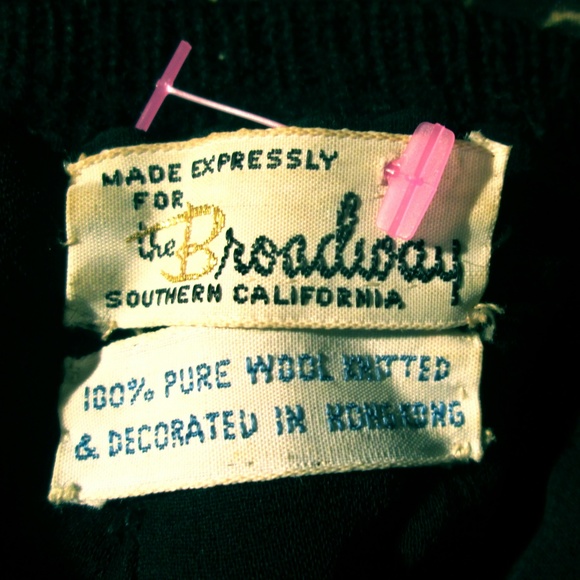 MADE EXPRESSLY
FOR
the Broadway
SOUTHERN CALIFORNIA
100% PURE WOOL KNITTED
& DECORATED IN HONGKONG